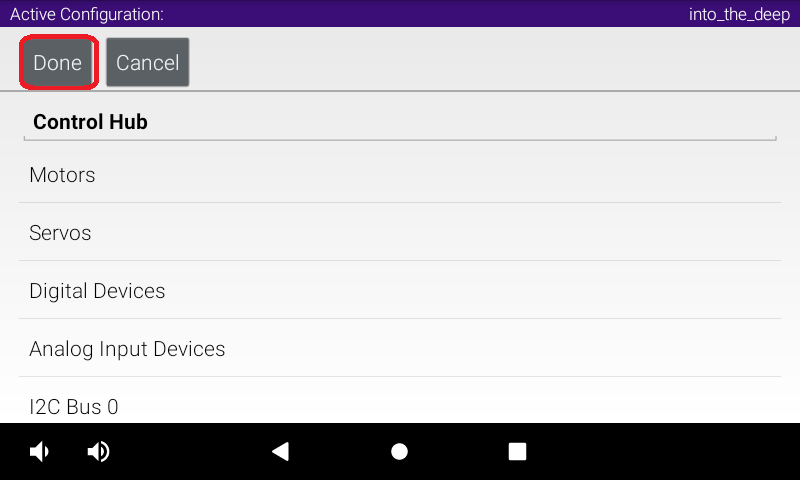 Active Configuration: into_the_deep
Done Cancel
Control Hub
Motors
Servos
Digital Devices
Analog Input Devices
I2C Bus 0